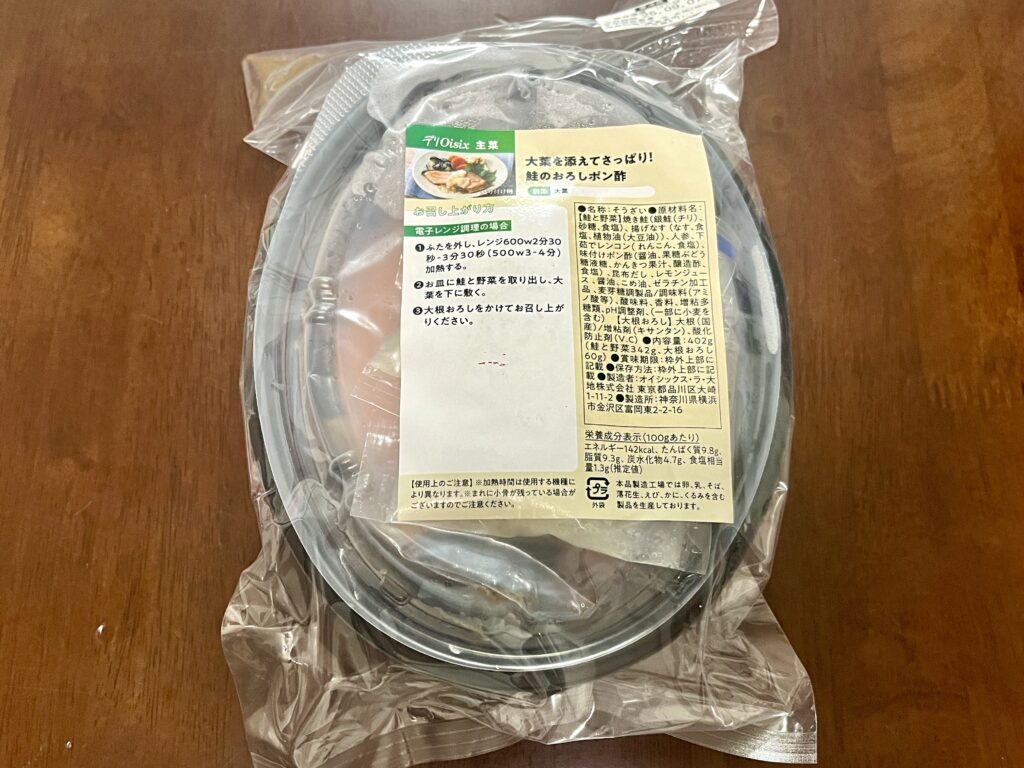 デリOisix 主菜
盛り付け例
大葉を添えてさっぱり!
鮭のおろしポン酢
別添 大葉
お召し上がり方
電子レンジ調理の場合
❶ふたを外し、レンジ600w2分30
秒-3分30秒(500w3-4分)
加熱する。
❷お皿に鮭と野菜を取り出し、大
葉を下に敷く。
❸大根おろしをかけてお召し上が
りください。
●名称:そうざい●原材料名:
【鮭と野菜】焼き鮭(銀鮭(チリ)、
砂糖、食塩)、揚げなす(なす、食
塩、植物油(大豆油))、人参、下
茹でレンコン(れんこん、食塩)、
味付けポン酢(醤油、果糖ぶどう
糖液糖、かんきつ果汁、醸造酢、
食塩)、昆布だし、レモンジュー
ス、醤油、こめ油、ゼラチン加工
品、麦芽糖調製品/調味料(アミ
ノ酸等)、酸味料、香料、増粘多
糖類、pH調整剤、(一部に小麦を
含む) 【大根おろし】大根(国
産)/増粘剤(キサンタン)、酸化
防止剤(V.C) ●内容量:402g
(鮭と野菜342g、大根おろし
60g) ●賞味期限:枠外上部に
記載 ●保存方法:枠外上部に記
載 ●製造者:オイシックス・ラ・大
地株式会社 東京都品川区大崎
1-11-2 ●製造所:神奈川県横浜
市金沢区富岡東2-2-16
栄養成分表示(100gあたり)
エネルギー142kcal、たんぱく質9.8g、
脂質9.3g、炭水化物4.7g、食塩相当
量1.3g(推定値)
【使用上のご注意】※加熱時間は使用する機種に
より異なります。※まれに小骨が残っている場合が
ございますのでご注意ください。
プラ
外袋
本品製造工場では卵、乳、そば、
落花生、えび、かに、くるみを含む
製品を生産しております。